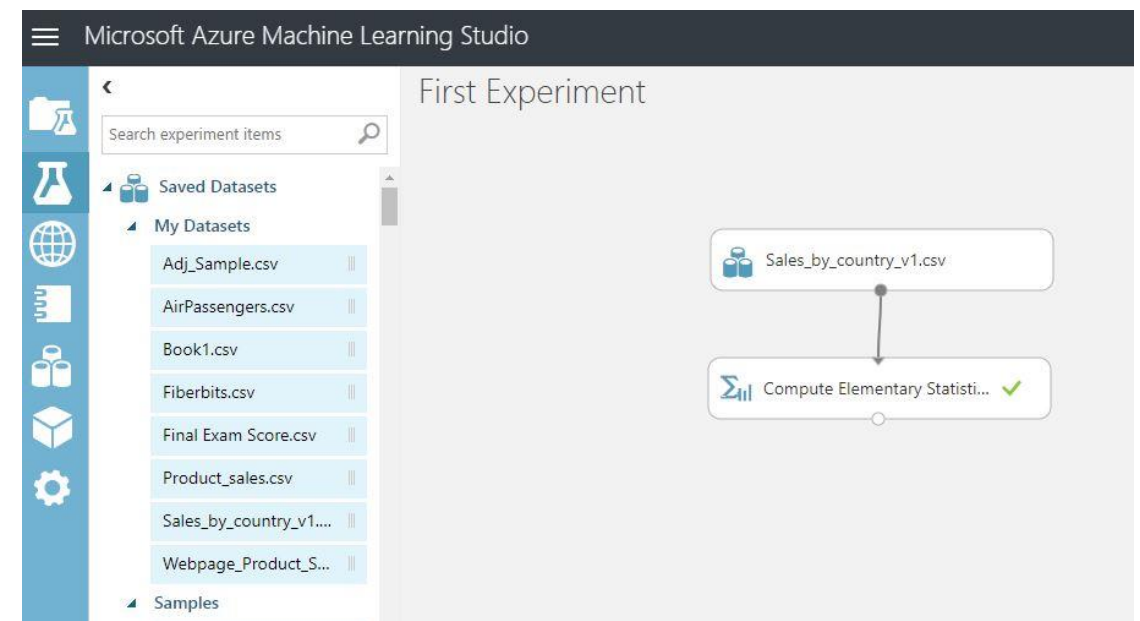 Microsoft Azure Machine Learning Studio
First Experiment
Search experiment items
Saved Datasets
My Datasets
Adj_Sample.csv
AirPassengers.csv
Book1.csv
Fiberbits.csv
Final Exam Score.csv
Product_sales.csv
Sales_by_country_v1....
Webpage_Product_S...
Samples
Sales_by_country_v1.csv
Compute Elementary Statisti...